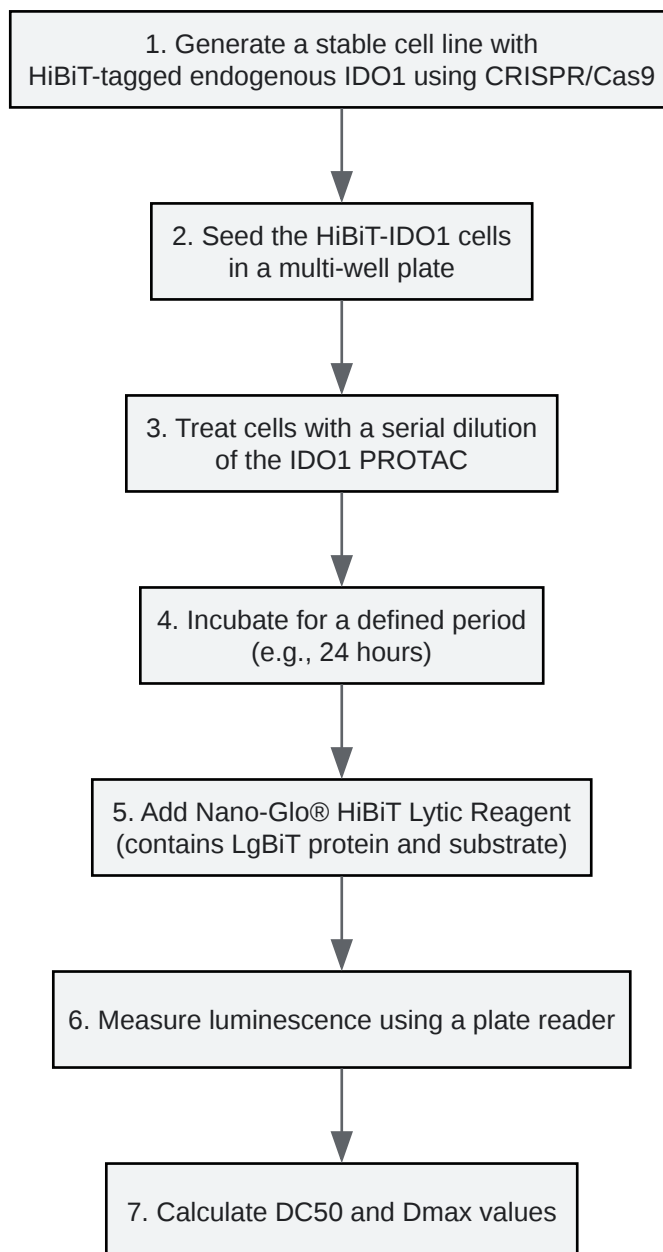 1. Generate a stable cell line with
HiBiT-tagged endogenous IDO1 using CRISPR/Cas9
2. Seed the HiBiT-IDO1 cells
in a multi-well plate
3. Treat cells with a serial dilution
of the IDO1 PROTAC
4. Incubate for a defined period
(e.g., 24 hours)
5. Add Nano-Glo® HiBiT Lytic Reagent
(contains LgBiT protein and substrate)
6. Measure luminescence using a plate reader
7. Calculate DC50 and Dmax values